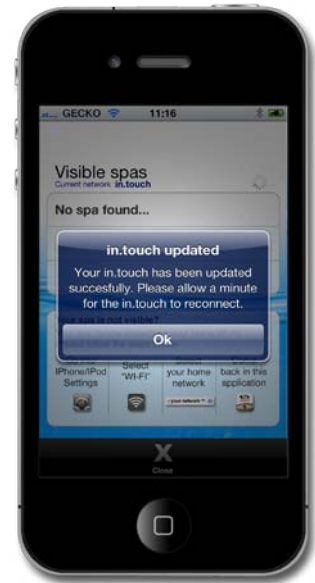 GECKO 11:16
Visible spas
Current network in.touch
No spa found...
in.touch updated
Your in.touch has been updated
succesfully. Please allow a minute
for the in.touch to reconnect.
Your spa is not visible?
Ok
iPhone/iPod
Settings
Select
"WI-FI"
your home
network
back in this
application
Close